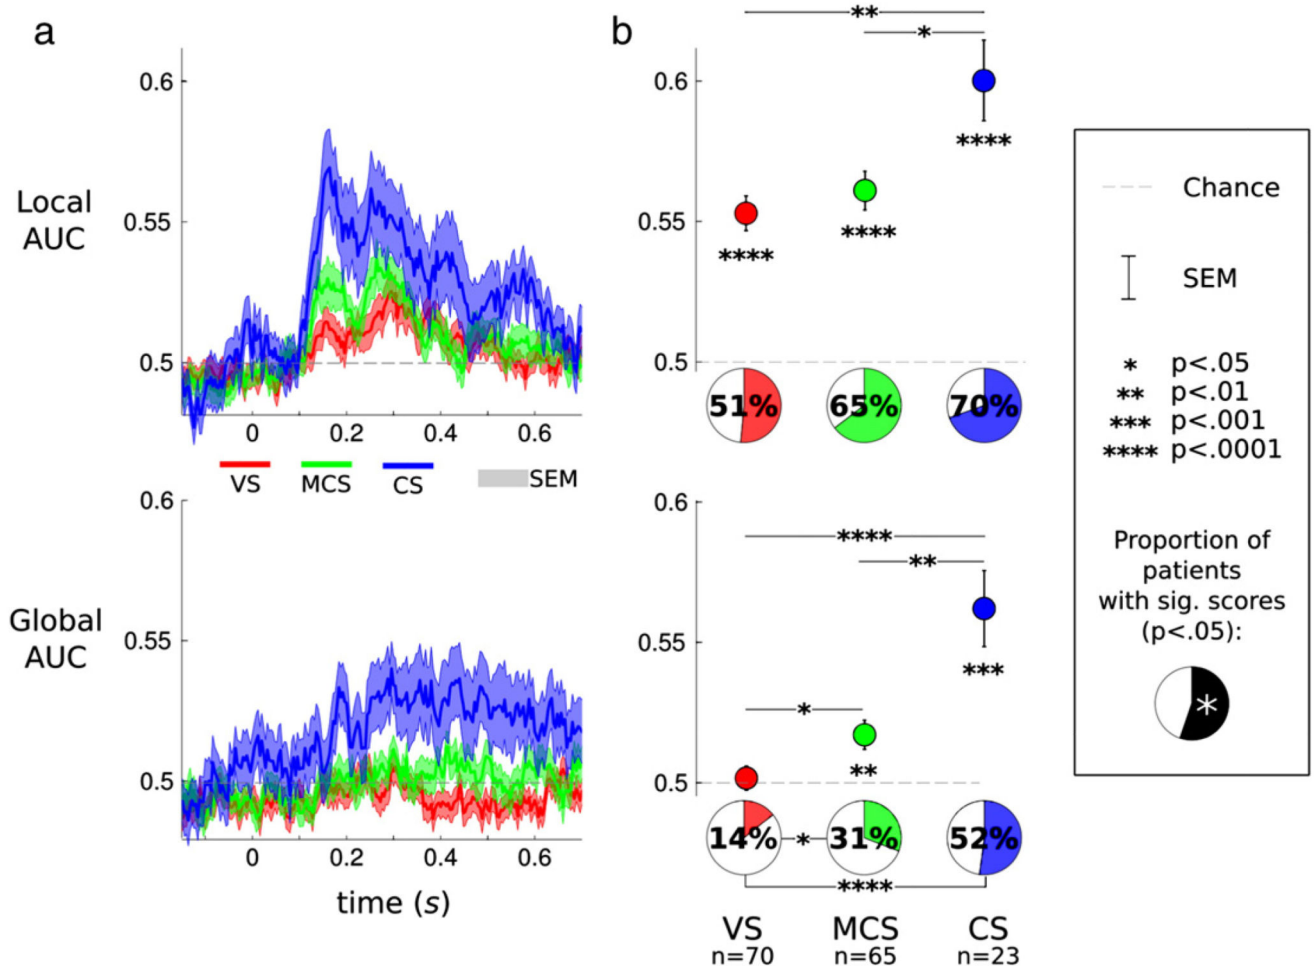 a
0.6
0.55
0.5
Local
AUC
0
0.2
0.4
0.6
VS
MCS
CS
SEM
0.6
0.55
0.5
Global
AUC
0
0.2
0.4
0.6
time (s)
b
**
*
0.6
****
0.55
****
****
0.5
51%
65%
70%
0.6
****
**
0.55
***
*
**
0.5
14%
*
31%
52%
****
VS
n=70
MCS
n=65
CS
n=23
Chance
SEM
* p<.05
** p<.01
*** p<.001
**** p<.0001
Proportion of
patients
with sig. scores
(p<.05):
*